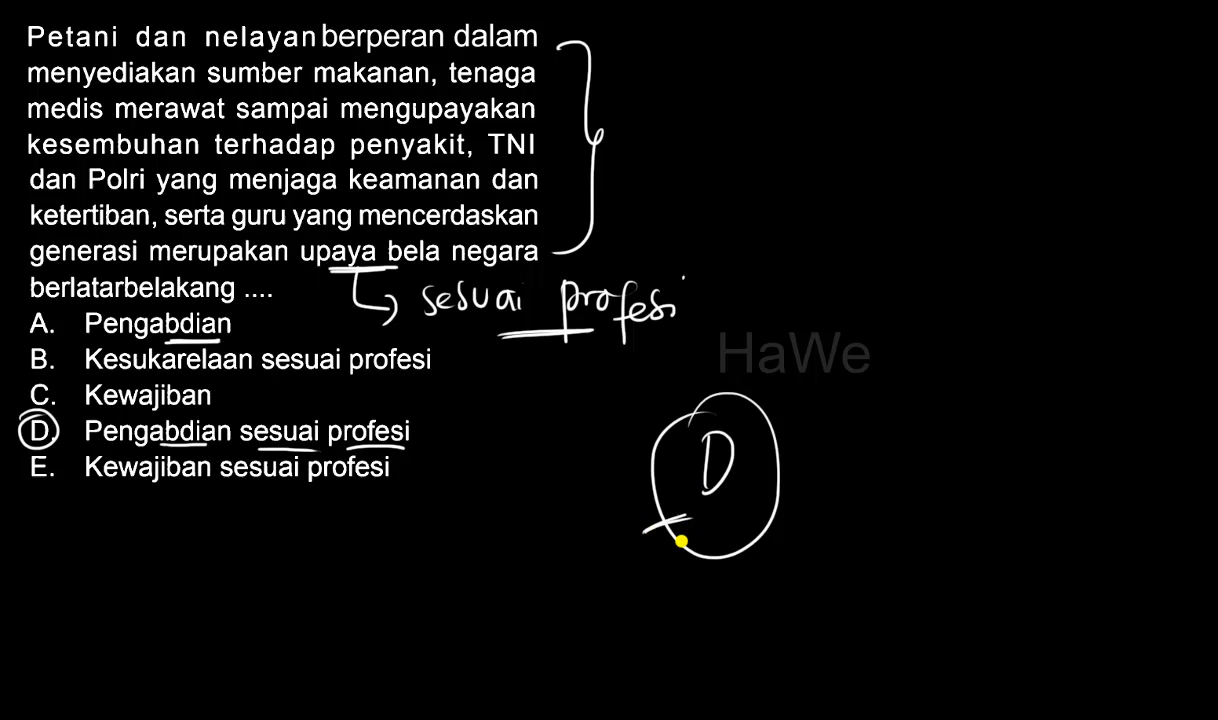 Petani dan nelayan berperan dalam
menyediakan sumber makanan, tenaga
medis merawat sampai mengupayakan
kesembuhan terhadap penyakit, TNI
dan Polri yang menjaga keamanan dan
ketertiban, serta guru yang mencerdaskan
generasi merupakan upaya bela negara
berlatarbelakang ....
sesuai profesi
A. Pengabdian
B. Kesukarelaan sesuai profesi
C. Kewajiban
D. Pengabdian sesuai profesi
E. Kewajiban sesuai profesi
HaWe
D